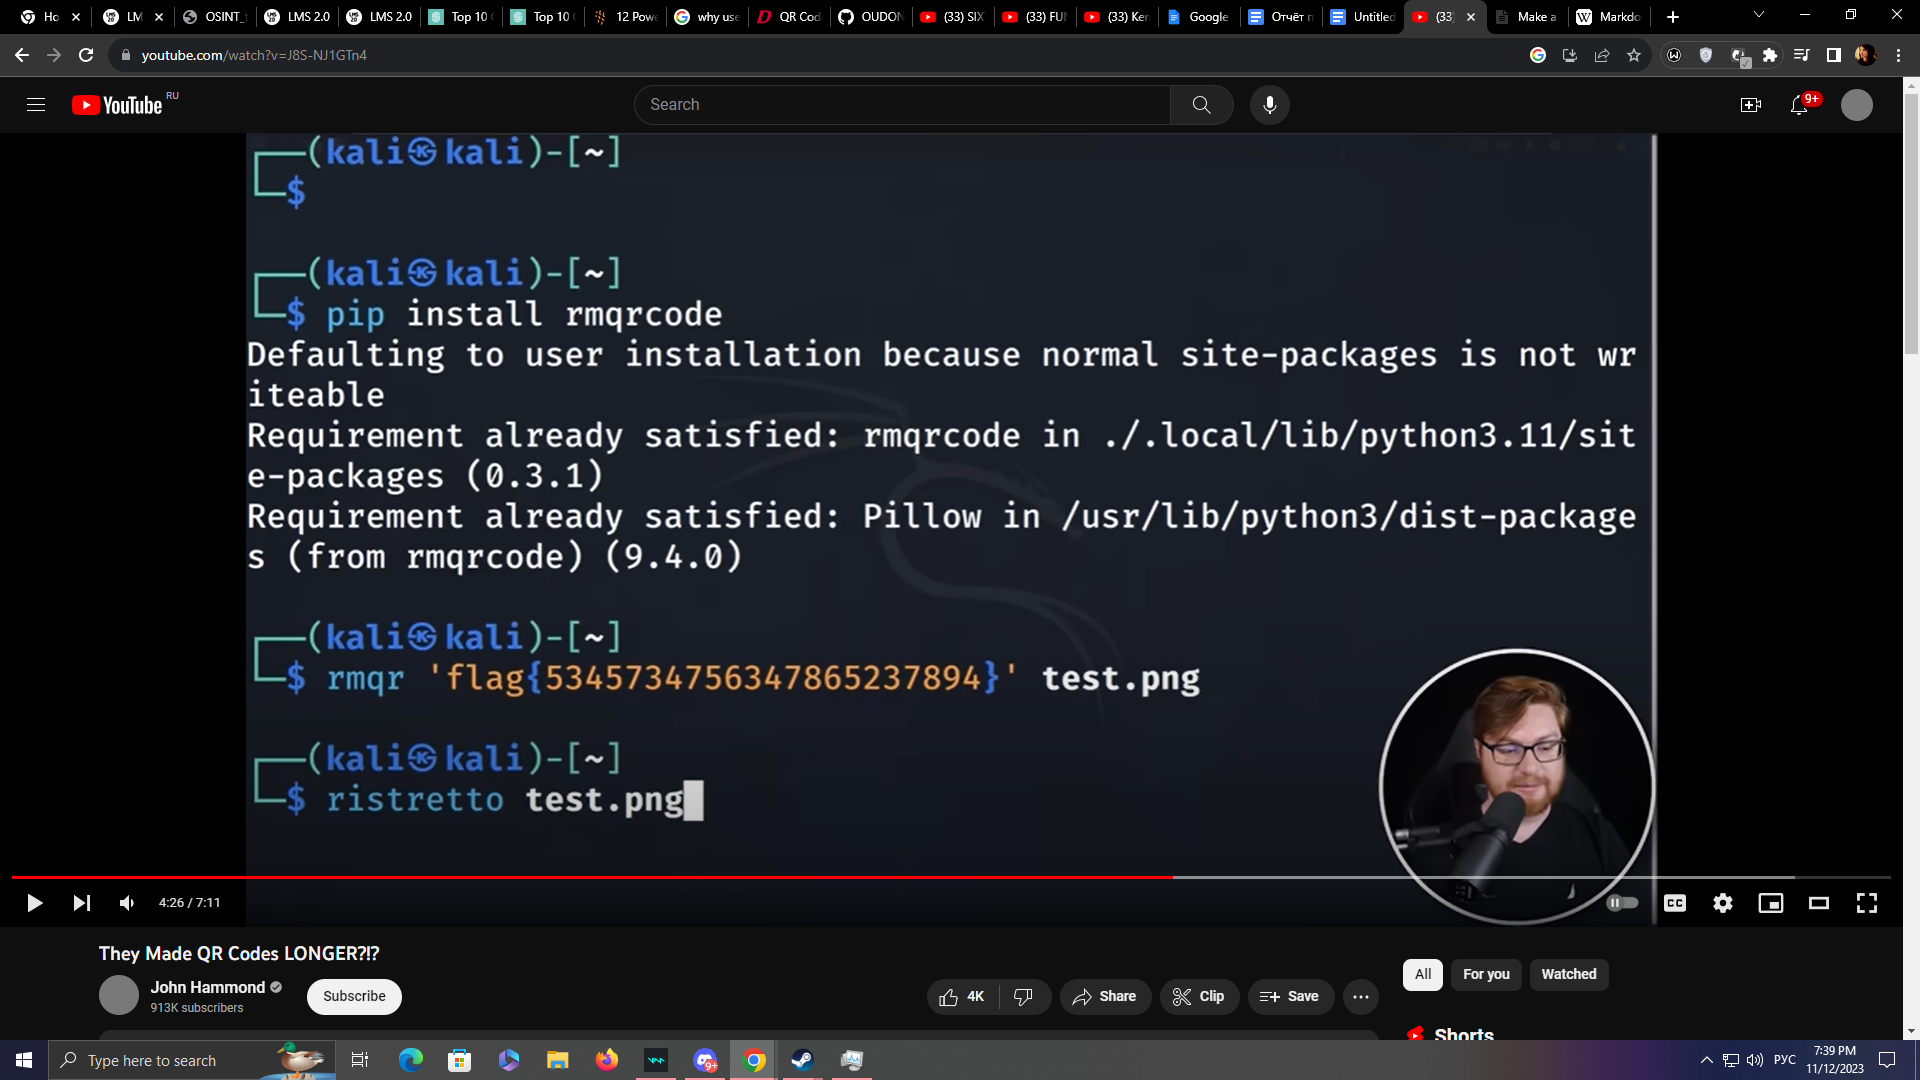 Ho
LM
OSINT_
LMS 2.0
LMS 2.0
Top 10
Top 10
12 Powe
why use
QR Cod
OUDON
(33) SIX
(33) FUN
(33) Ker
Google
Отчёт п
Untitled
(33)
Make a
Markdo
youtube.com/watch?v=J8S-NJ1GTn4
YouTube RU
Search
9+
(kali㉿kali)-[~]
$
(kali㉿kali)-[~]
$ pip install rmqrcode
Defaulting to user installation because normal site-packages is not wr
iteable
Requirement already satisfied: rmqrcode in ./.local/lib/python3.11/sit
e-packages (0.3.1)
Requirement already satisfied: Pillow in /usr/lib/python3/dist-package
s (from rmqrcode) (9.4.0)
(kali㉿kali)-[~]
$ rmqr 'flag{5345734756347865237894}' test.png
(kali㉿kali)-[~]
$ ristretto test.png
4:26 / 7:11
CC
They Made QR Codes LONGER?!?
John Hammond
913K subscribers
Subscribe
4K
Share
Clip
Save
All
For you
Watched
Shorts
Type here to search
9+
РУС
7:39 PM
11/12/2023